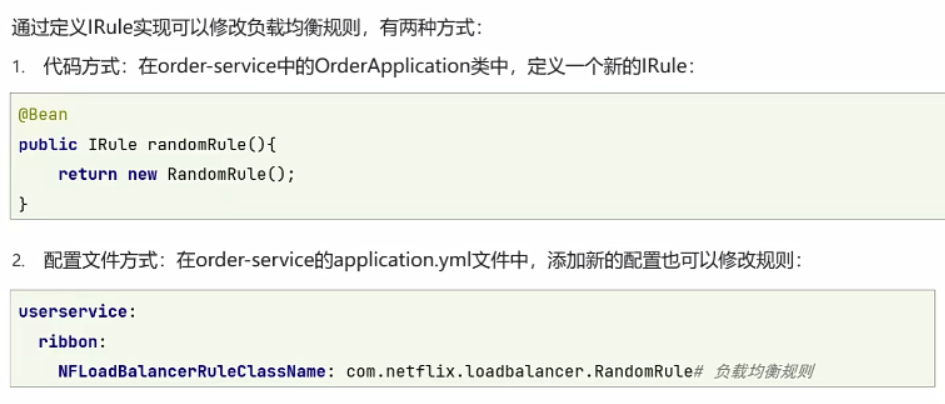 通过定义IRule实现可以修改负载均衡规则，有两种方式：
1. 代码方式：在order-service中的OrderApplication类中，定义一个新的IRule：
@Bean
public IRule randomRule(){
    return new RandomRule();
}
2. 配置文件方式：在order-service的application.yml文件中，添加新的配置也可以修改规则：
userservice:
  ribbon:
    NFLoadBalancerRuleClassName: com.netflix.loadbalancer.RandomRule# 负载均衡规则